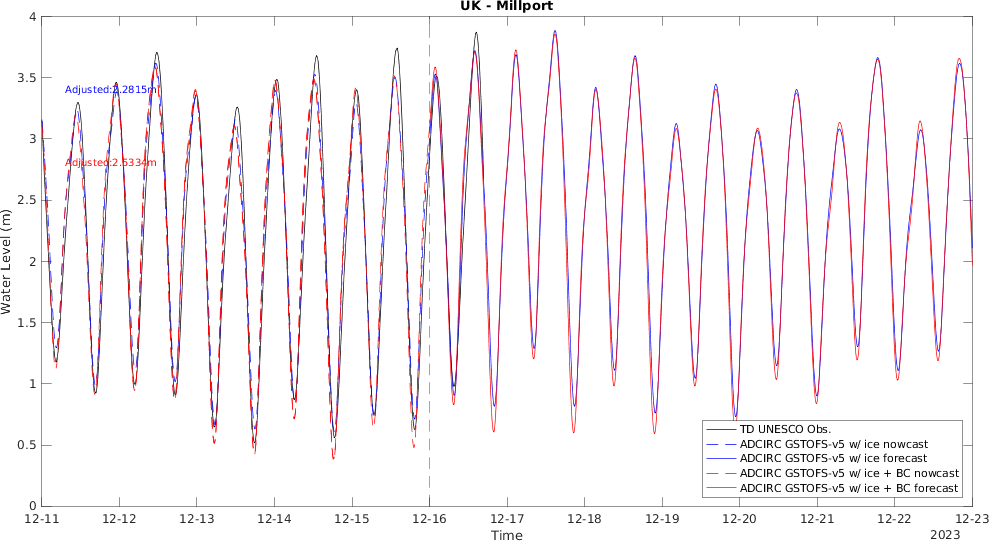 UK - Millport
4
3.5
3
2.5
2
1.5
1
0.5
0
Water Level (m)
Adjusted:2.2815m
Adjusted:2.5334m
TD UNESCO Obs.
ADCIRC GSTOFS-v5 w/ ice nowcast
ADCIRC GSTOFS-v5 w/ ice forecast
ADCIRC GSTOFS-v5 w/ ice + BC nowcast
ADCIRC GSTOFS-v5 w/ ice + BC forecast
12-11 12-12 12-13 12-14 12-15 12-16 12-17 12-18 12-19 12-20 12-21 12-22 12-23
Time
2023